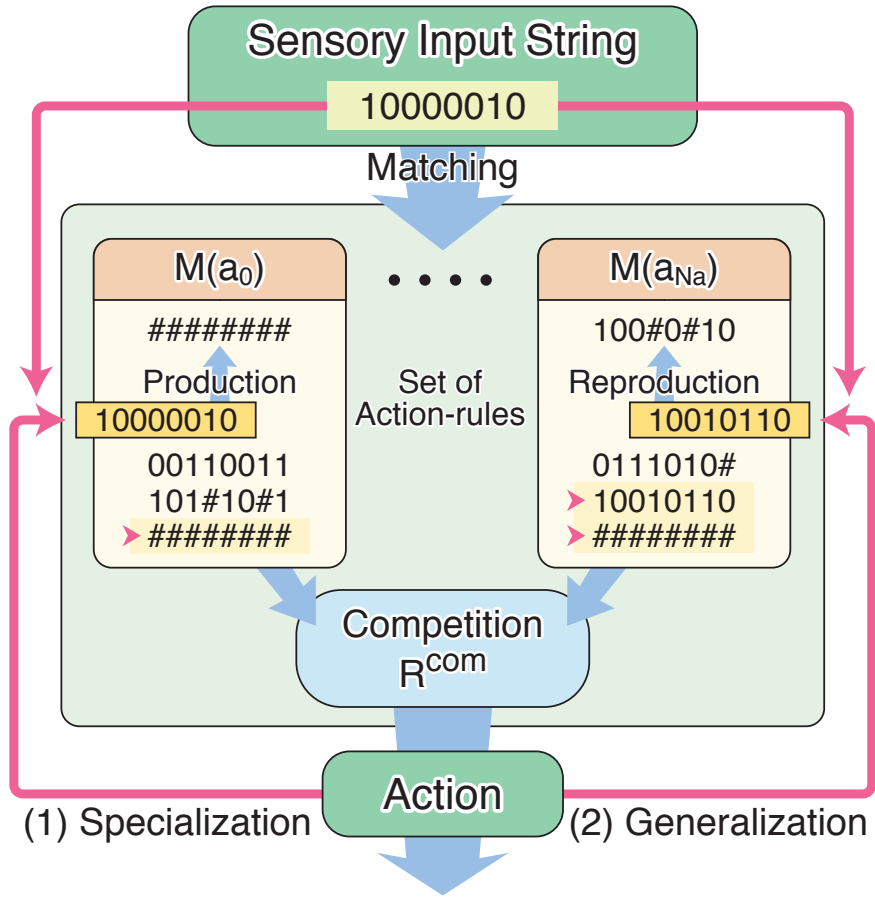 Sensory Input String
10000010
Matching
M(a0)
• • • •
M(aNa)
########
100#0#10
Production
Set of
Action-rules
Reproduction
10000010
10010110
00110011
101#10#1
########
0111010#
10010110
########
Competition
Rcom
Action
(1) Specialization
(2) Generalization